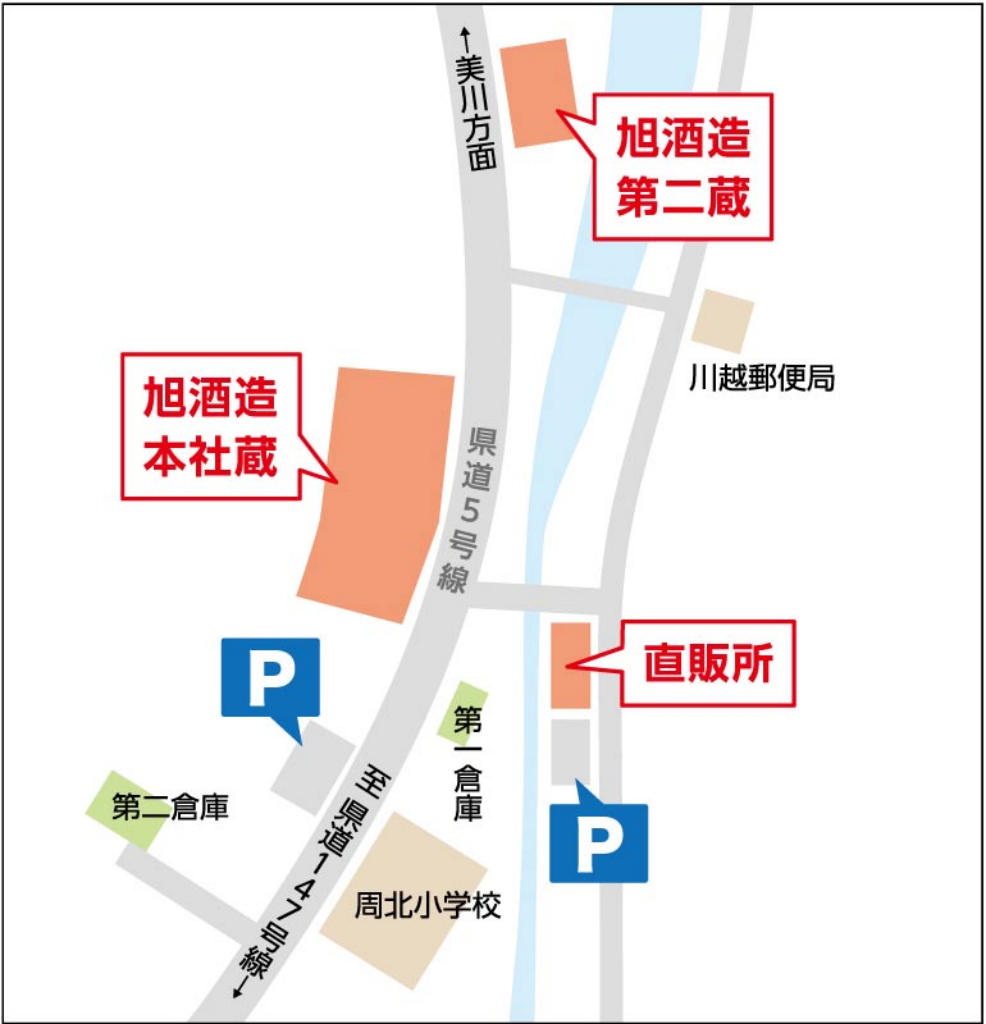 ↑美川方面
旭酒造
第二蔵
川越郵便局
旭酒造
本社蔵
県道5号線
直販所
P
第一倉庫
P
第二倉庫
至 県道147号線↓
周北小学校